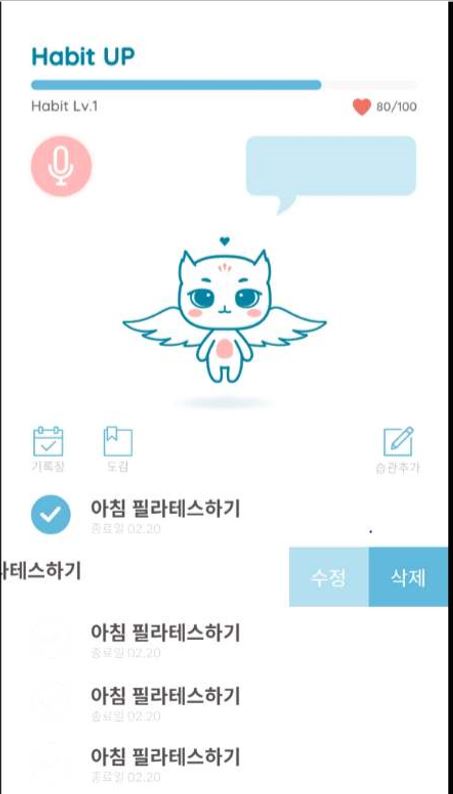 Habit UP
Habit Lv.1
80/100
기록장
도감
습관추가
아침 필라테스하기
종료일 02.20
라테스하기
수정
삭제
아침 필라테스하기
종료일 02.20
아침 필라테스하기
종료일 02.20
아침 필라테스하기
종료일 02.20